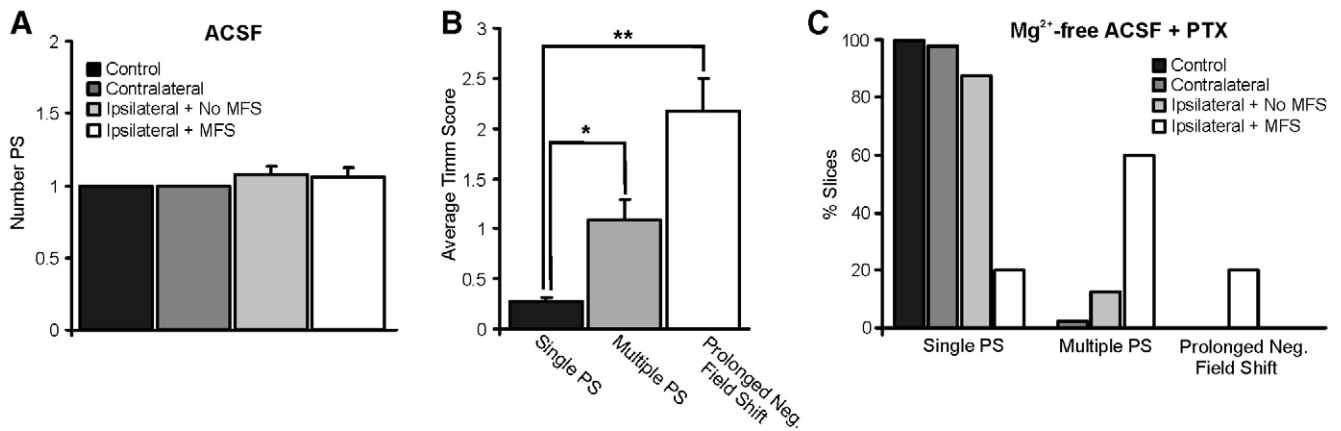 A
ACSF
Number PS
2
1.5
1
0.5
0
Control
Contralateral
Ipsilateral + No MFS
Ipsilateral + MFS
B
Average Timm Score
3
2.5
2
1.5
1
0.5
0
**
*
Single PS
Multiple PS
Prolonged Neg.
Field Shift
C
Mg²⁺-free ACSF + PTX
% Slices
100
80
60
40
20
0
Control
Contralateral
Ipsilateral + No MFS
Ipsilateral + MFS
Single PS
Multiple PS
Prolonged Neg.
Field Shift